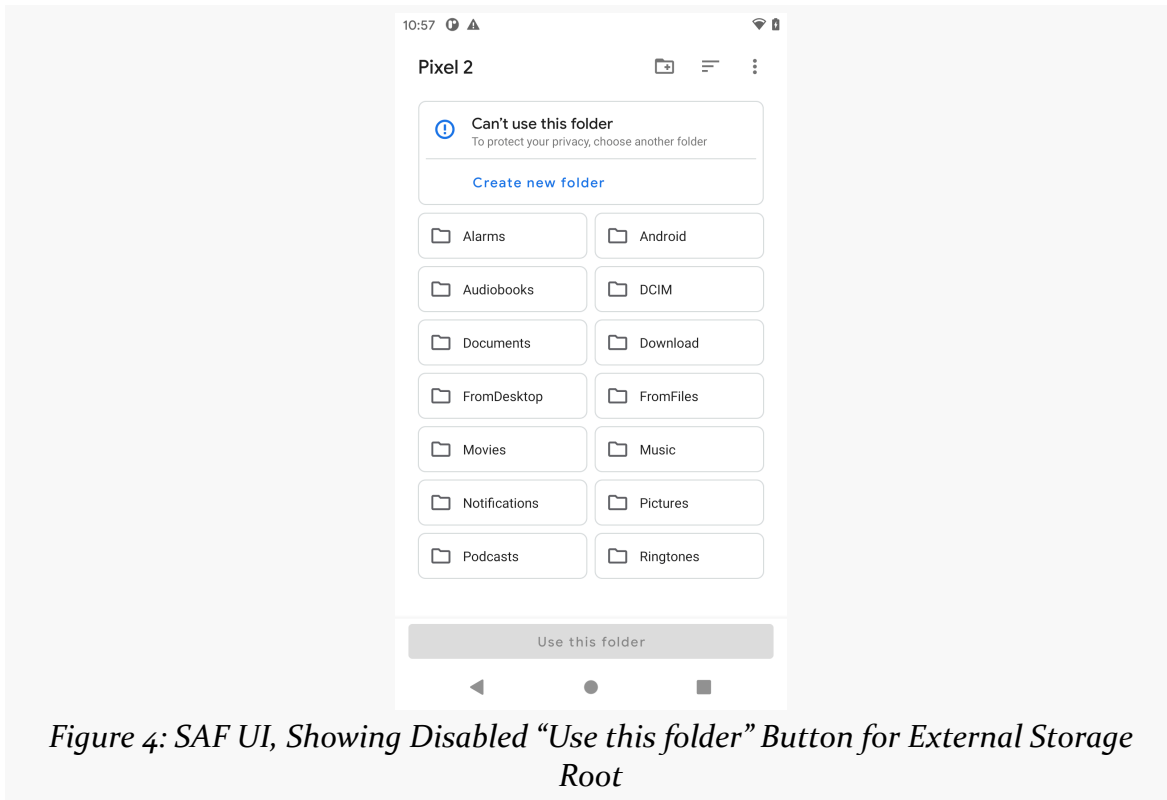 10:57
Pixel 2
Can't use this folder
To protect your privacy, choose another folder
Create new folder
Alarms
Android
Audiobooks
DCIM
Documents
Download
FromDesktop
FromFiles
Movies
Music
Notifications
Pictures
Podcasts
Ringtones
Use this folder
Figure 4: SAF UI, Showing Disabled “Use this folder” Button for External Storage
Root